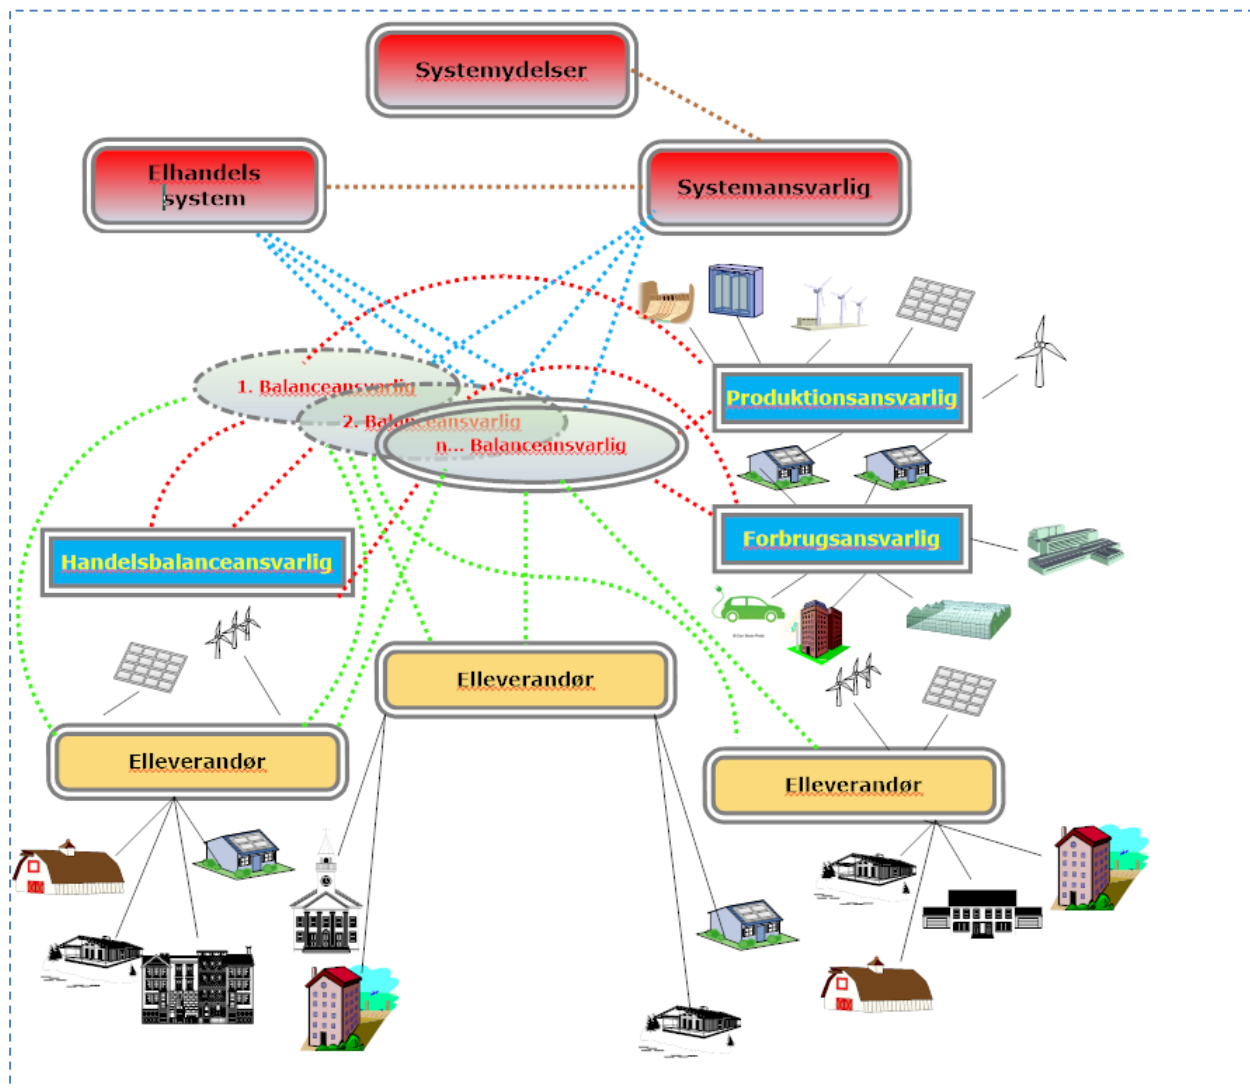 Systemydelser
Elhandels
system
Systemansvarlig
1. Balanceansvarlig
2. Balanceansvarlig
n... Balanceansvarlig
Produktionsansvarlig
Handelsbalanceansvarlig
Forbrugsansvarlig
Elleverandør
Elleverandør
Elleverandør